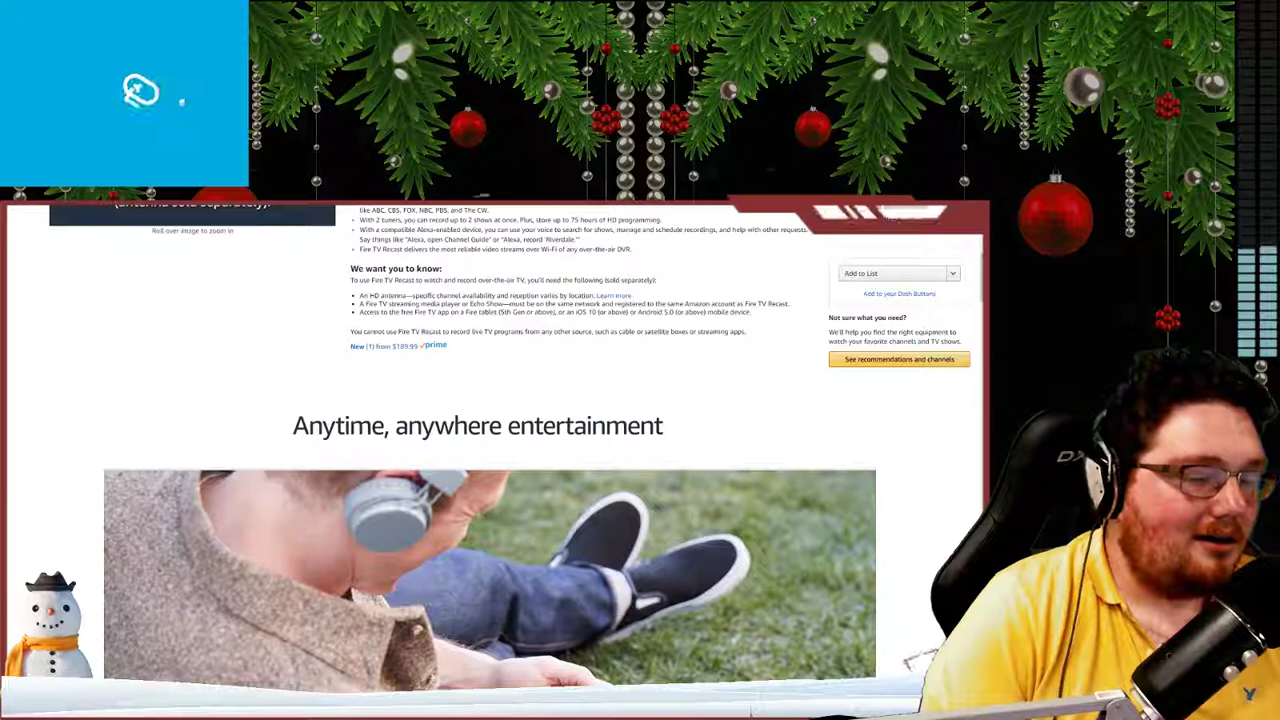 (antenna sold separately).
Roll over image to zoom in
like ABC, CBS, FOX, NBC, PBS, and The CW.
• With 2 tuners, you can record up to 2 shows at once. Plus, store up to 75 hours of HD programming.
• With a compatible Alexa-enabled device, you can use your voice to search for shows, manage and schedule recordings, and help with other requests.
Say things like "Alexa, open Channel Guide" or "Alexa, record 'Riverdale.'"
• Fire TV Recast delivers the most reliable video streams over Wi-Fi of any over-the-air DVR.
We want you to know:
To use Fire TV Recast to watch and record over-the-air TV, you'll need the following (sold separately):
• An HD antenna—specific channel availability and reception varies by location. Learn more
• A Fire TV streaming media player or Echo Show—must be on the same network and registered to the same Amazon account as Fire TV Recast.
• Access to the free Fire TV app on a Fire tablet (5th Gen or above), or an iOS 10 (or above) or Android 5.0 (or above) mobile device.
You cannot use Fire TV Recast to record live TV programs from any other source, such as cable or satellite boxes or streaming apps.
New (1) from $189.99 prime
Add to List
Add to your Dash Buttons
Not sure what you need?
We'll help you find the right equipment to
watch your favorite channels and TV shows.
See recommendations and channels
Anytime, anywhere entertainment
DX